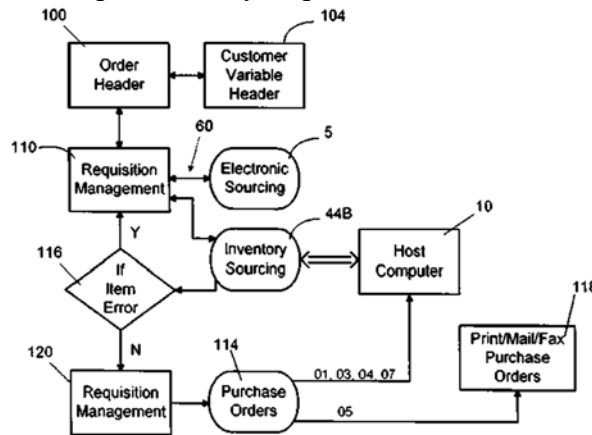 100
104
Order
Header
Customer
Variable
Header
110
60
5
Requisition
Management
Electronic
Sourcing
44B
10
Y
116
If
Item
Error
Inventory
Sourcing
Host
Computer
118
N
120
114
Print/Mail/Fax
Purchase
Orders
Requisition
Management
Purchase
Orders
01, 03, 04, 07
05